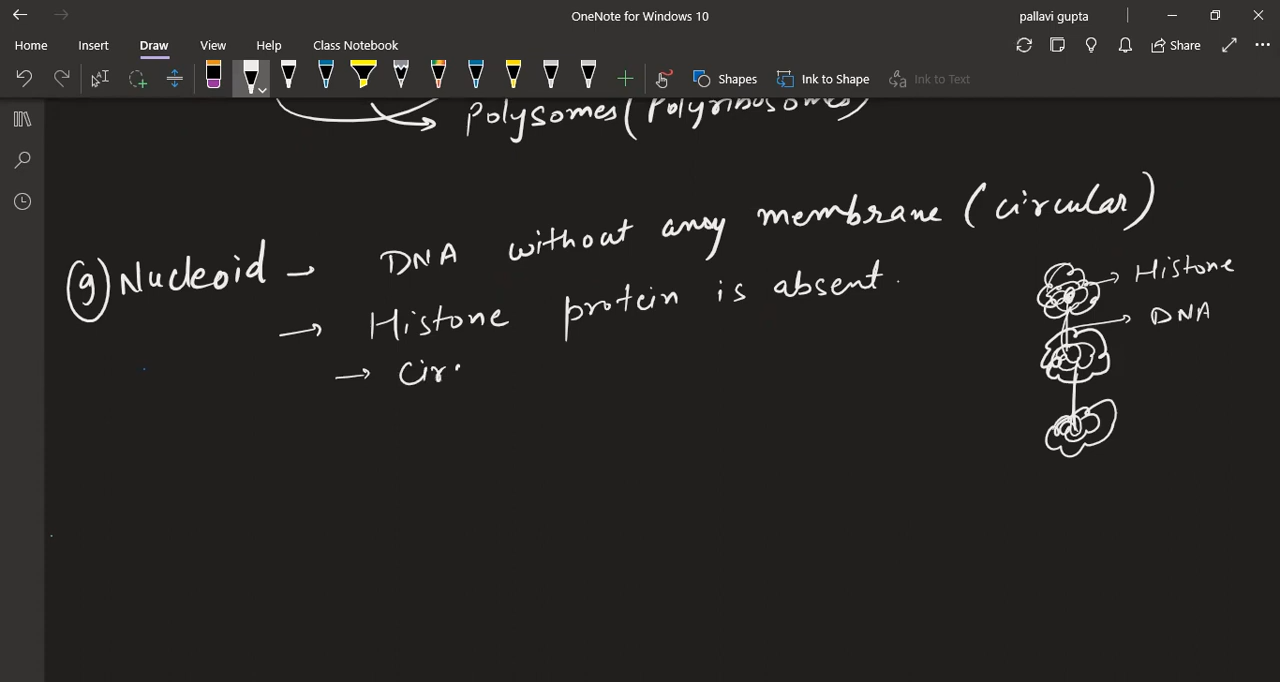 OneNote for Windows 10
pallavi gupta
Home Insert Draw View Help Class Notebook
Share
Shapes Ink to Shape Ink to Text
Polysomes (Polyribosomes)
(g) Nucleoid – DNA without any membrane (circular)
→ Histone protein is absent.
→ Cir
→ Histone
→ DNA